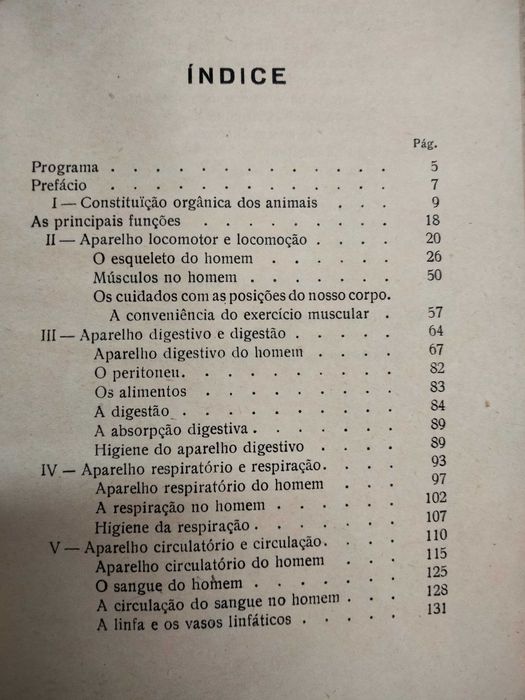 ÍNDICE
Pág.
Programa . . . . . . . . . . . . . 5
Prefácio . . . . . . . . . . . . . 7
I — Constituïção orgânica dos animais . . . 9
As principais funções . . . . . . . . . 18
II — Aparelho locomotor e locomoção . . . . 20
O esqueleto do homem . . . . . . 26
Músculos no homem . . . . . . . 50
Os cuidados com as posições do nosso corpo.
A conveniência do exercício muscular . 57
III — Aparelho digestivo e digestão . . . . . 64
Aparelho digestivo do homem . . . . 67
O peritoneu. . . . . . . . . . 82
Os alimentos . . . . . . . . . 83
A digestão . . . . . . . . . . 84
A absorpção digestiva . . . . . . . 89
Higiene do aparelho digestivo . . . . 89
IV — Aparelho respiratório e respiração. . . . 93
Aparelho respiratório do homem . . . 97
A respiração no homem . . . . . . 102
Higiene da respiração . . . . . . . 107
V — Aparelho circulatório e circulação. . . . 110
Aparelho circulatório do homem . . . 115
O sangue do homem . . . . . . . 125
A circulação do sangue no homem . . . 128
A linfa e os vasos linfáticos . . . . . 131